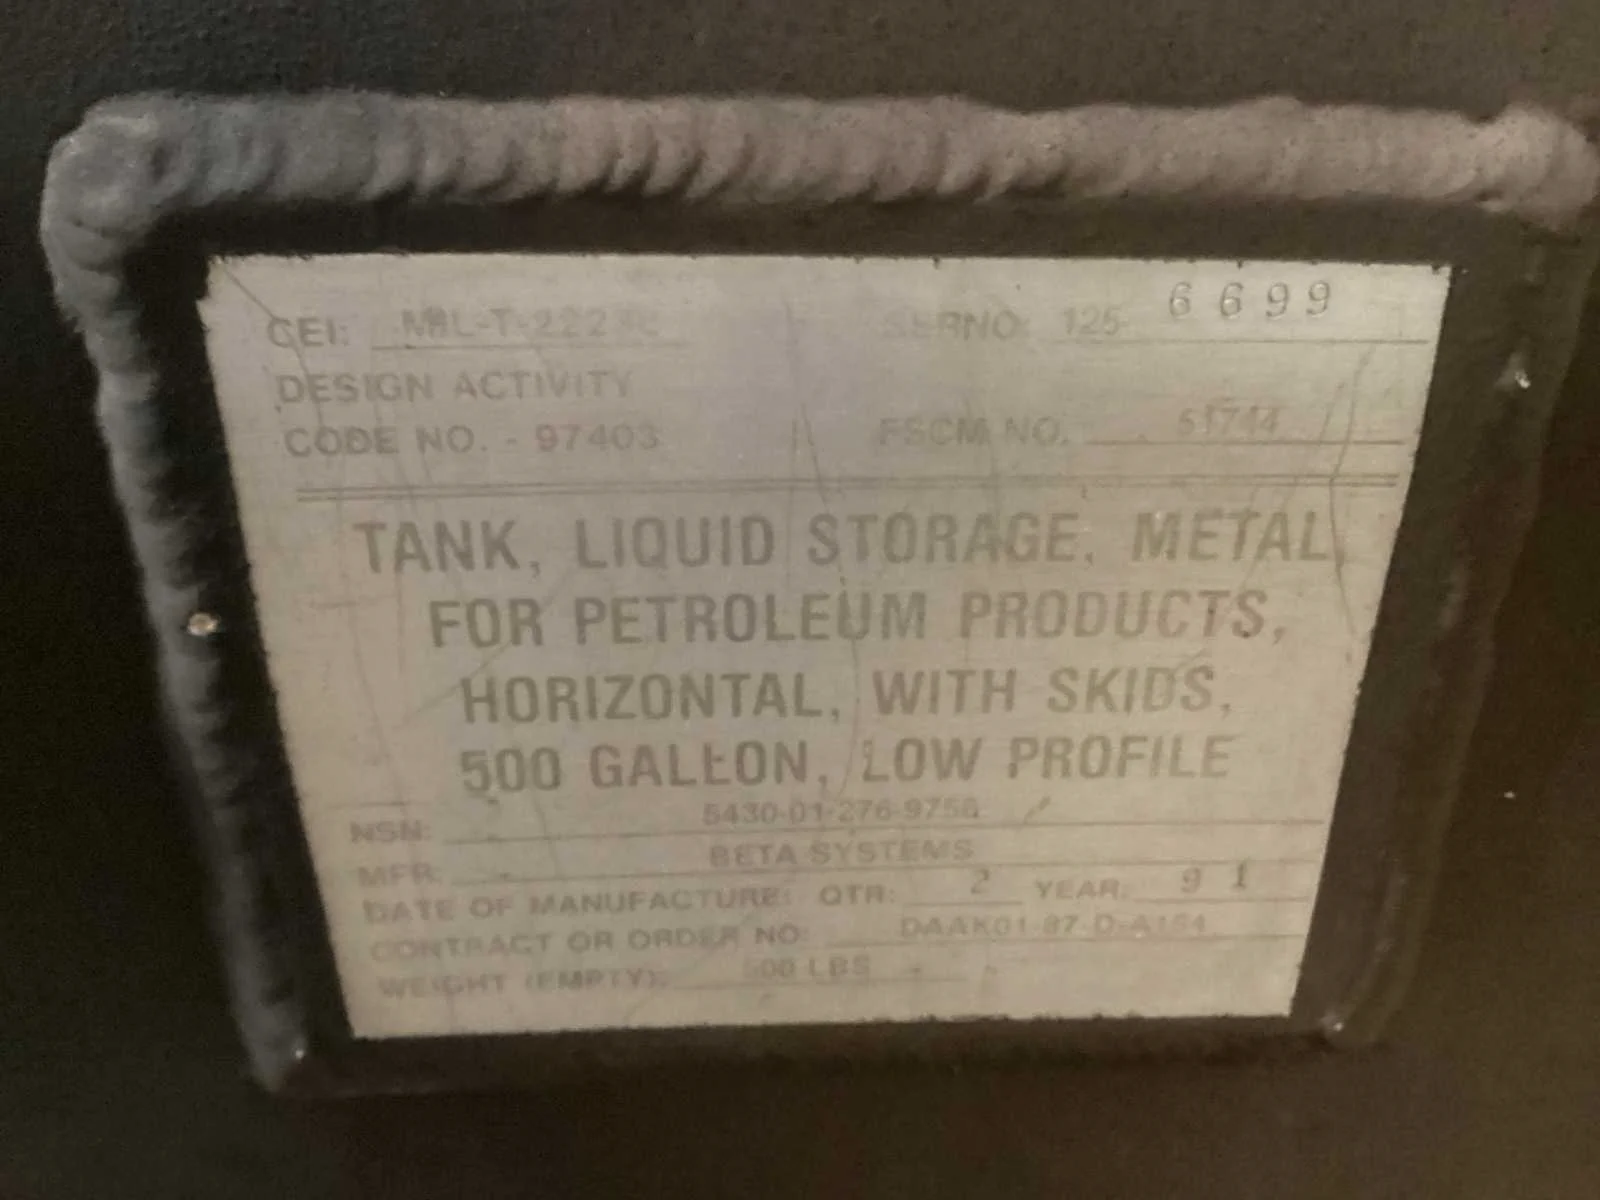 CEI: SERNO: 125- 6699
DESIGN ACTIVITY
CODE NO. - 97403 FSCM NO. 51744
TANK, LIQUID STORAGE, METAL
FOR PETROLEUM PRODUCTS,
HORIZONTAL, WITH SKIDS,
500 GALLON, LOW PROFILE
NSN:
MFR: BETA SYSTEMS
DATE OF MANUFACTURE: QTR: 2 YEAR: 91
CONTRACT OR ORDER NO:
WEIGHT (EMPTY): LBS